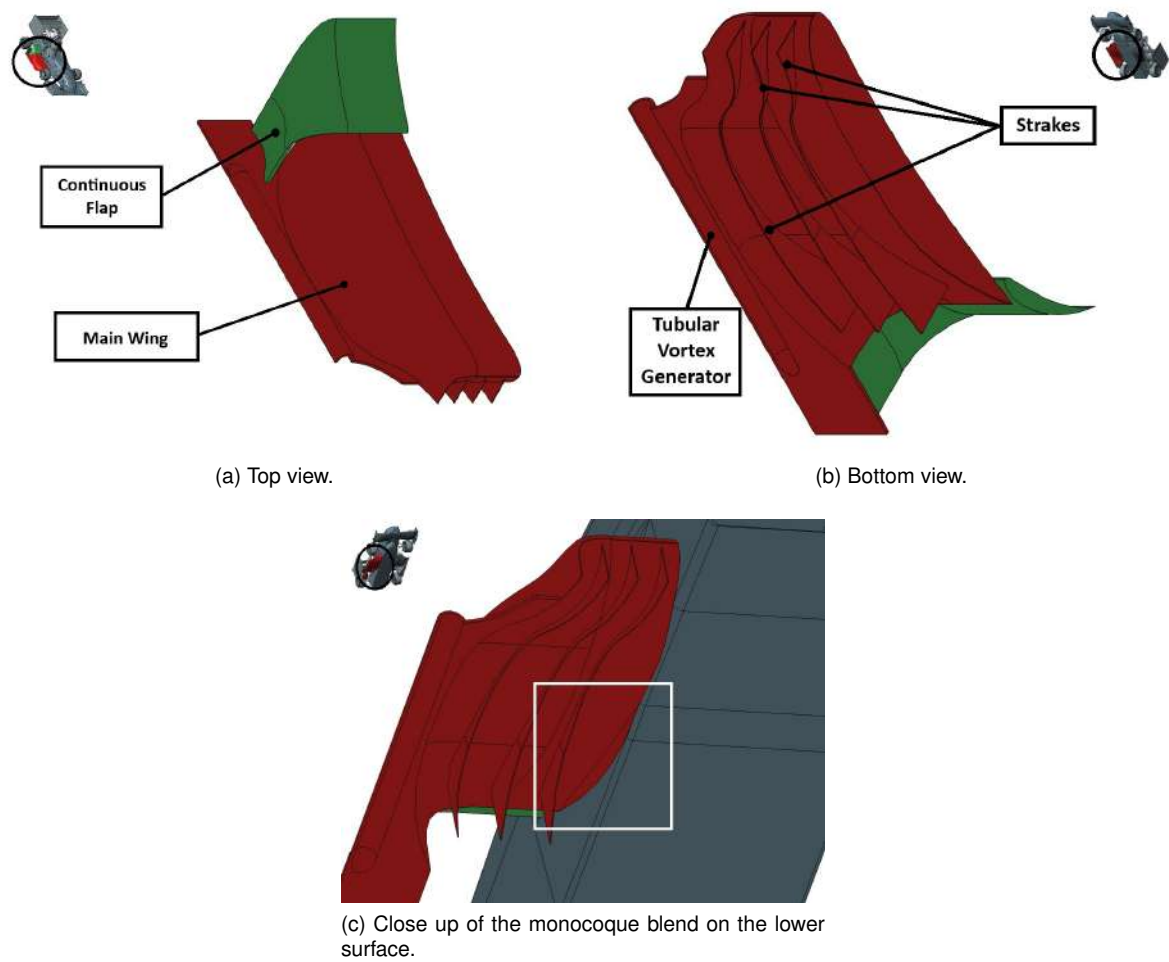 Continuous
Flap
Main Wing
Strakes
Tubular
Vortex
Generator
(a) Top view.
(b) Bottom view.
(c) Close up of the monocoque blend on the lower
surface.